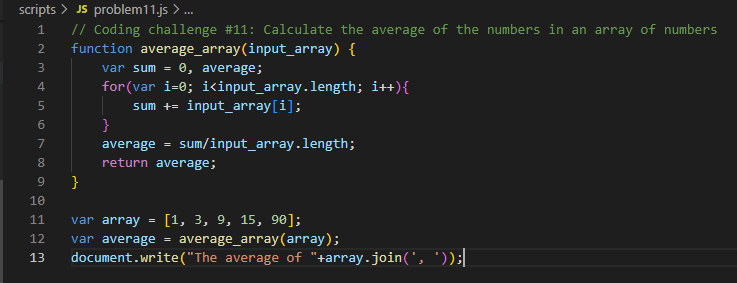 scripts > JS problem11.js > ...
1 // Coding challenge #11: Calculate the average of the numbers in an array of numbers
2 function average_array(input_array) {
3 var sum = 0, average;
4 for(var i=0; i<input_array.length; i++){
5 sum += input_array[i];
6 }
7 average = sum/input_array.length;
8 return average;
9 }
10
11 var array = [1, 3, 9, 15, 90];
12 var average = average_array(array);
13 document.write("The average of "+array.join(', '));